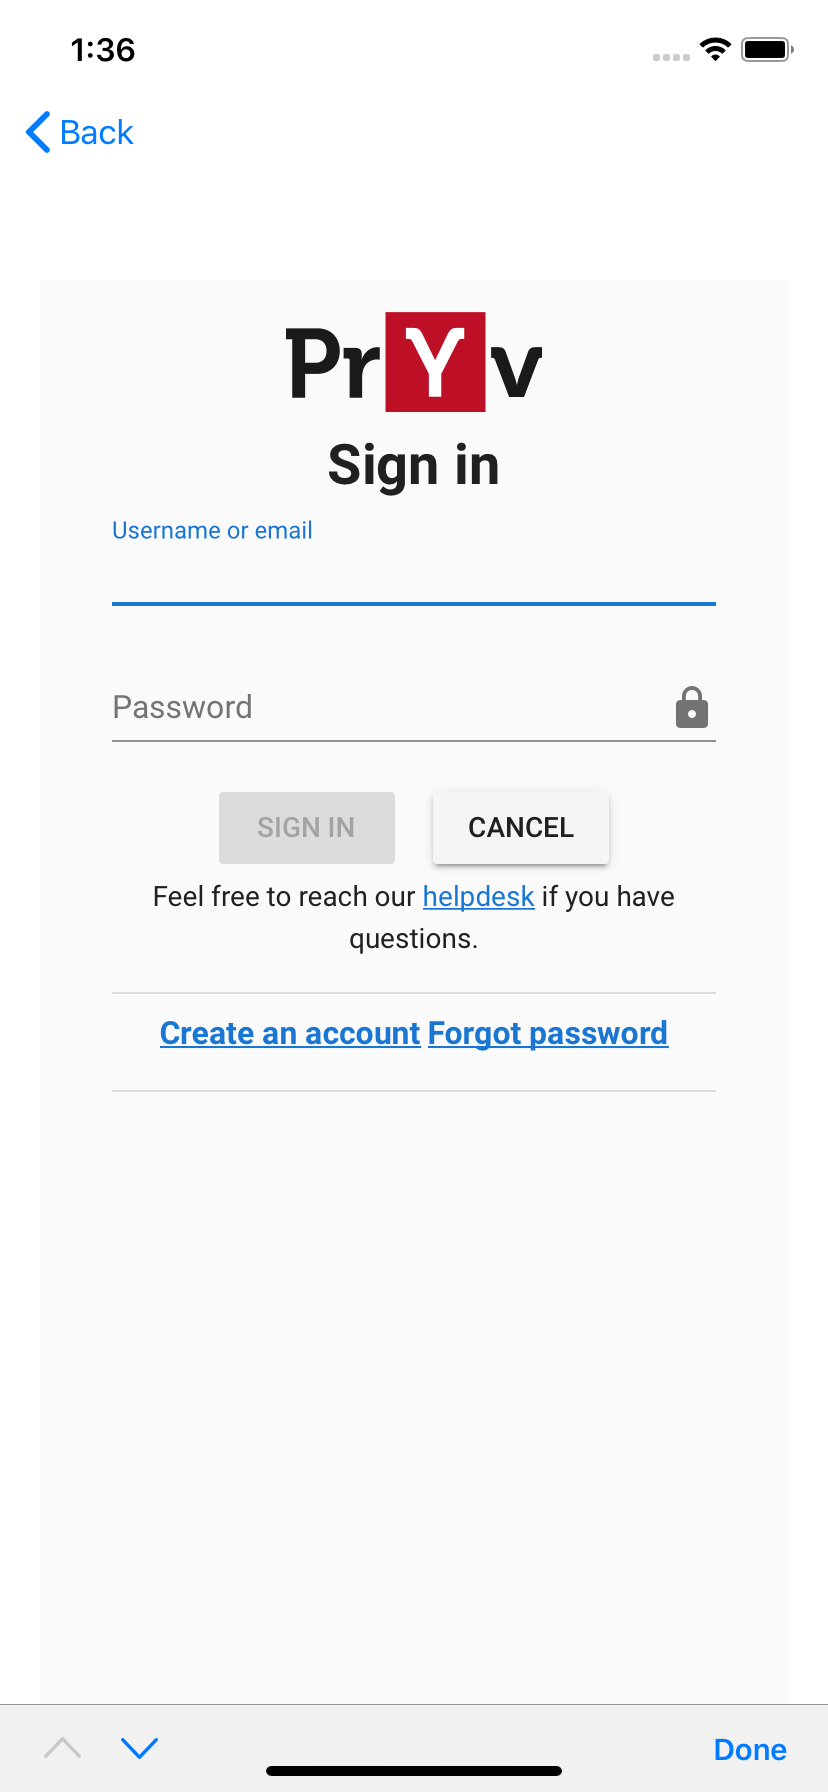 1:36
Back
PrYv
Sign in
Username or email
Password
SIGN IN CANCEL
Feel free to reach our helpdesk if you have
questions.
Create an account Forgot password
Done